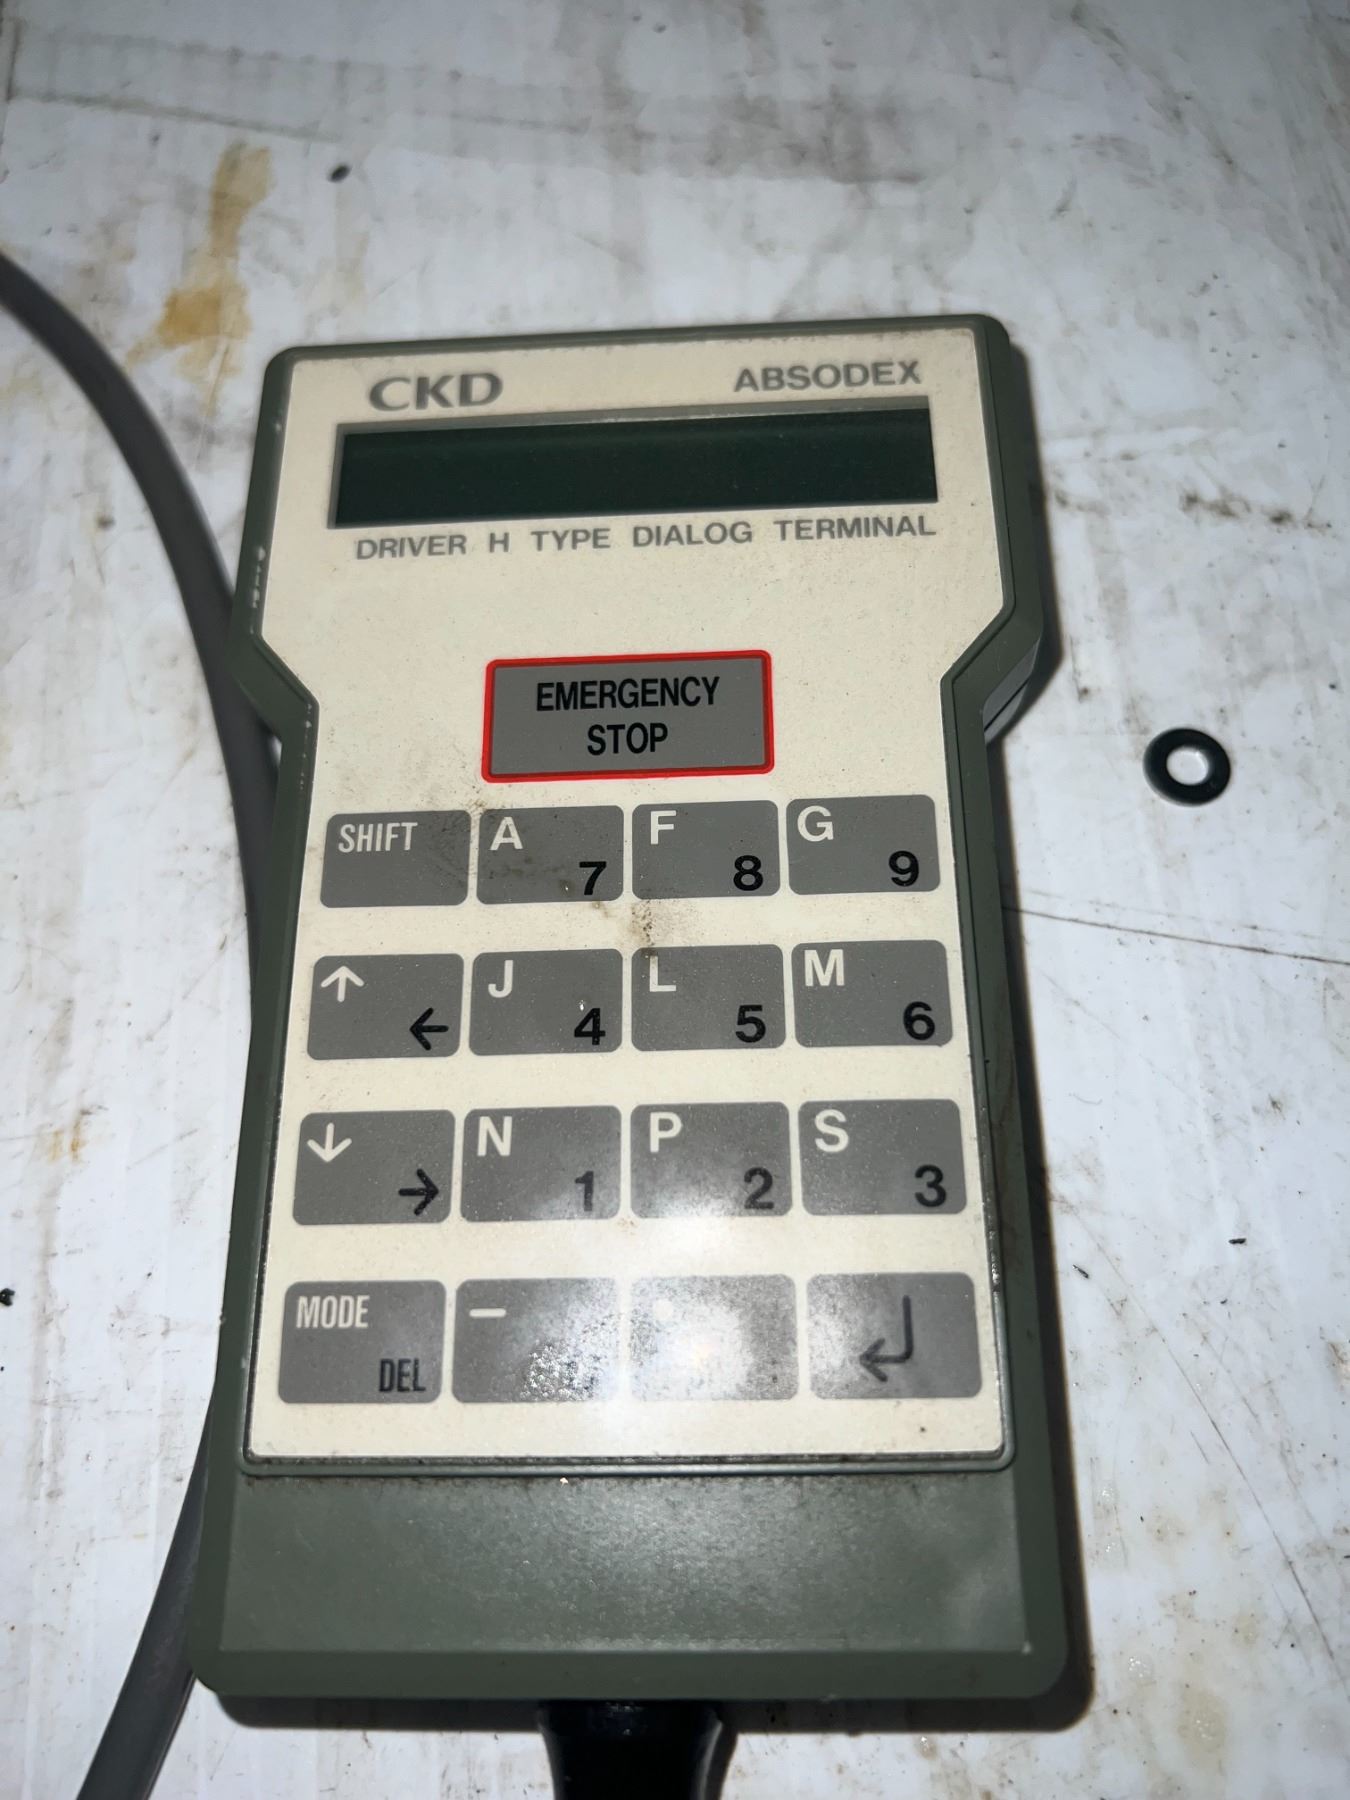 CKD ABSODEX
DRIVER H TYPE DIALOG TERMINAL
EMERGENCY
STOP
SHIFT A 7 F 8 G 9
↑ ← J 4 L 5 M 6
↓ → N 1 P 2 S 3
MODE DEL − ↵